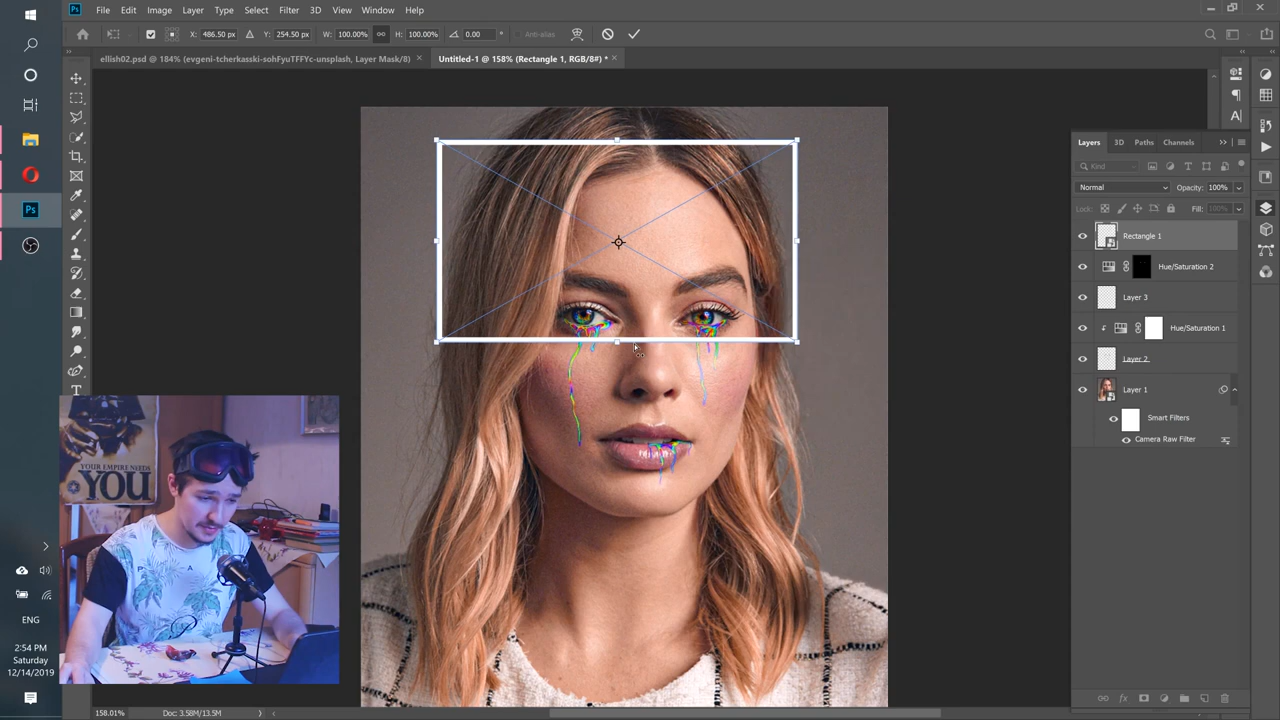 Ps File Edit Image Layer Type Select Filter 3D View Window Help
X: 486.50 px Y: 254.50 px W: 100.00% H: 100.00% 0.00 ° Anti-alias
ellish02.psd @ 184% (evgeni-tcherkasski-sohFyuTFFYc-unsplash, Layer Mask/8) ×
Untitled-1 @ 158% (Rectangle 1, RGB/8#) * ×
Layers 3D Paths Channels
Kind
Normal Opacity: 100%
Lock: Fill: 100%
Rectangle 1
Hue/Saturation 2
Layer 3
Hue/Saturation 1
Layer 2
Layer 1
Smart Filters
Camera Raw Filter
Ps
YOUR EMPIRE NEEDS
YOU
ENG
2:54 PM
Saturday
12/14/2019
158.01% Doc: 3.58M/13.5M